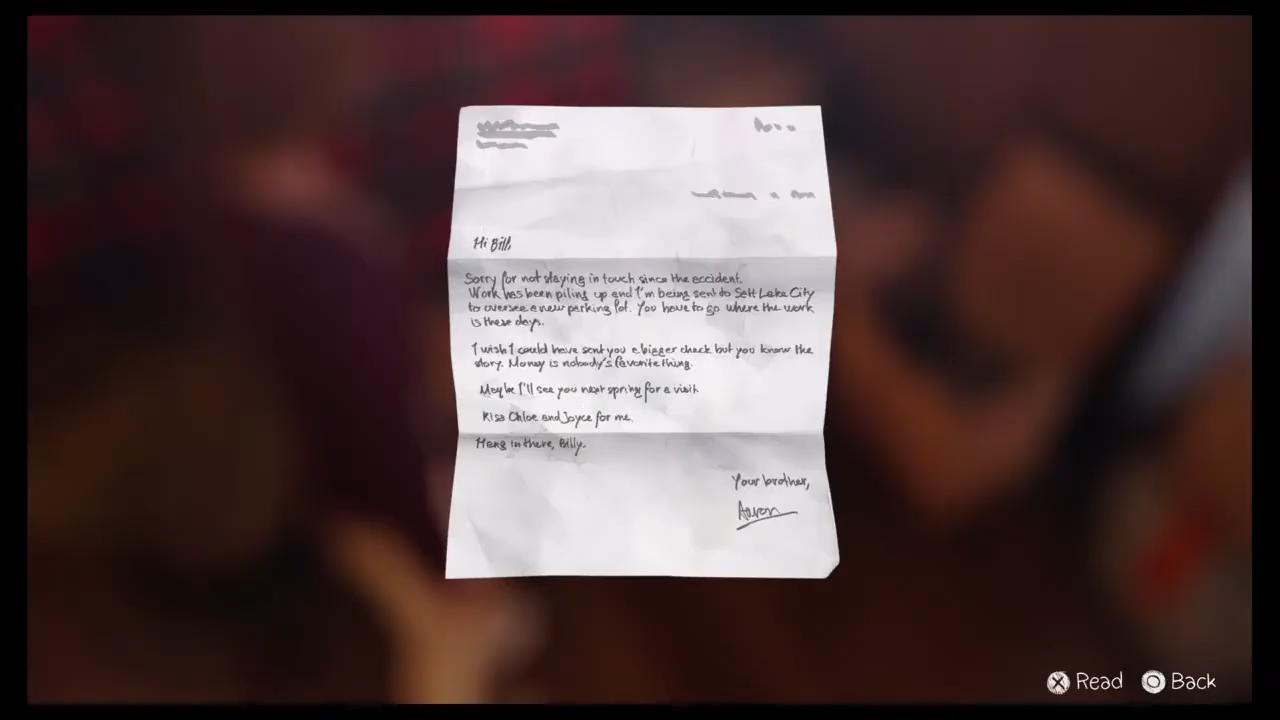 Hi Bill,
Sorry for not staying in touch since the accident.
Work has been piling up and I'm being sent to Salt Lake City
to oversee a new parking lot. You have to go where the work
is these days.
I wish I could have sent you a bigger check but you know the
story. Money is nobody's favorite thing.
Maybe I'll see you next spring for a visit.
Kiss Chloe and Joyce for me.
Hang in there, Billy.
Your brother,
Aaron
Read Back